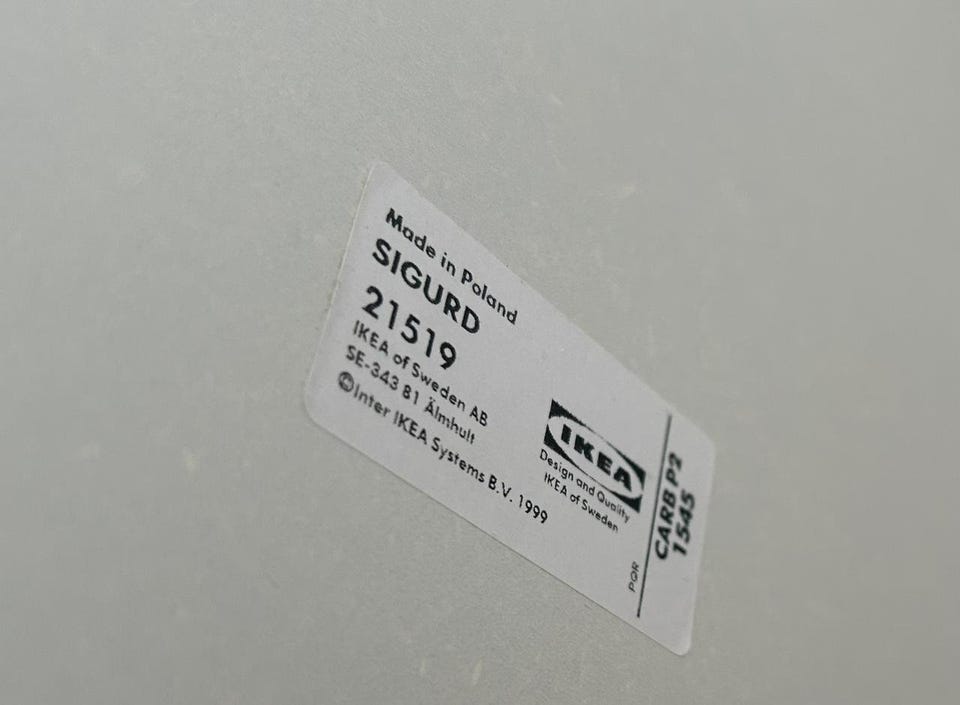 Made in Poland
SIGURD
21519
IKEA of Sweden AB
SE-343 81 Älmhult
©Inter IKEA Systems B.V. 1999
IKEA
Design and Quality
IKEA of Sweden
PQR
CARB P2
1545